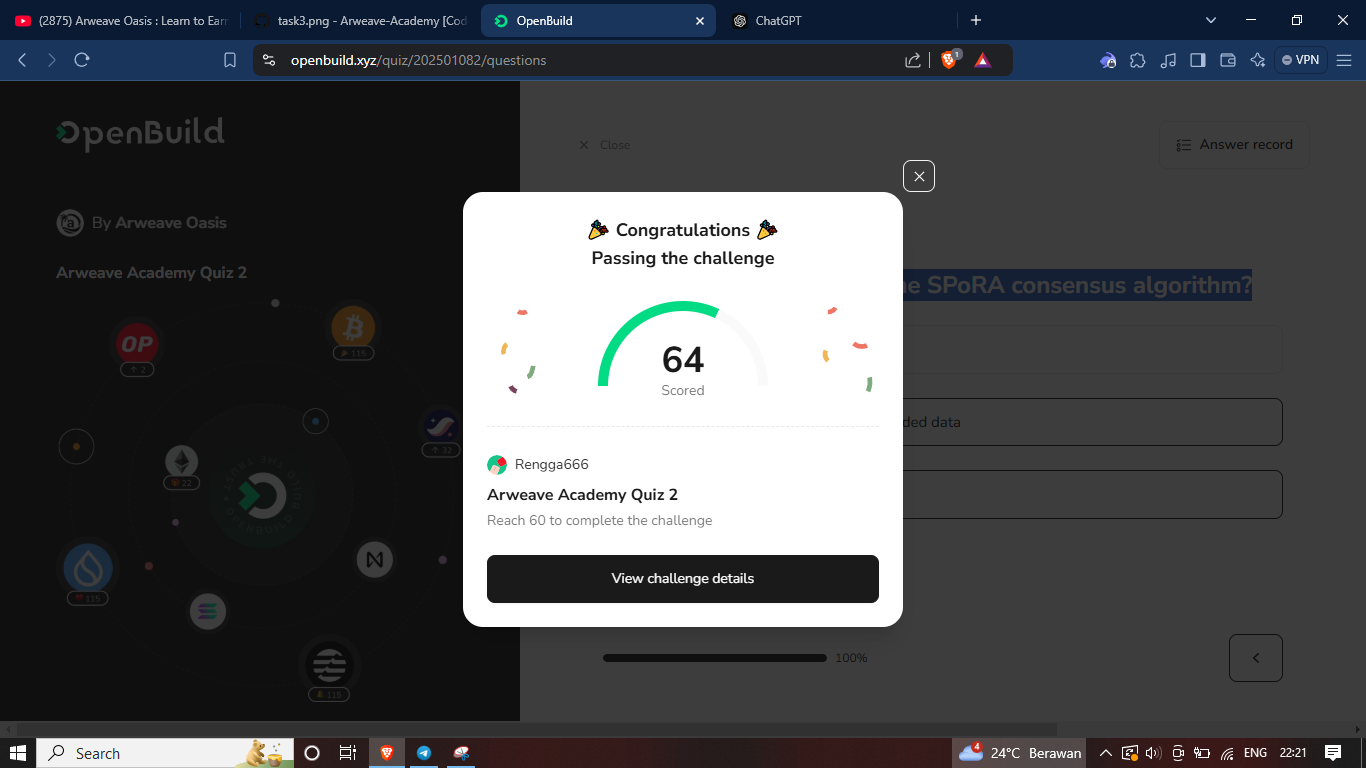 (2875) Arweave Oasis : Learn to Earn
task3.png - Arweave-Academy [Cod
OpenBuild
ChatGPT
openbuild.xyz/quiz/202501082/questions
1
VPN
OpenBuild
Close
Answer record
By Arweave Oasis
Arweave Academy Quiz 2
Congratulations
Passing the challenge
he SPoRA consensus algorithm?
OP
2
115
64
Scored
ded data
32
22
Rengga666
Arweave Academy Quiz 2
Reach 60 to complete the challenge
View challenge details
115
115
100%
Search
4
24°C Berawan
ENG
22:21